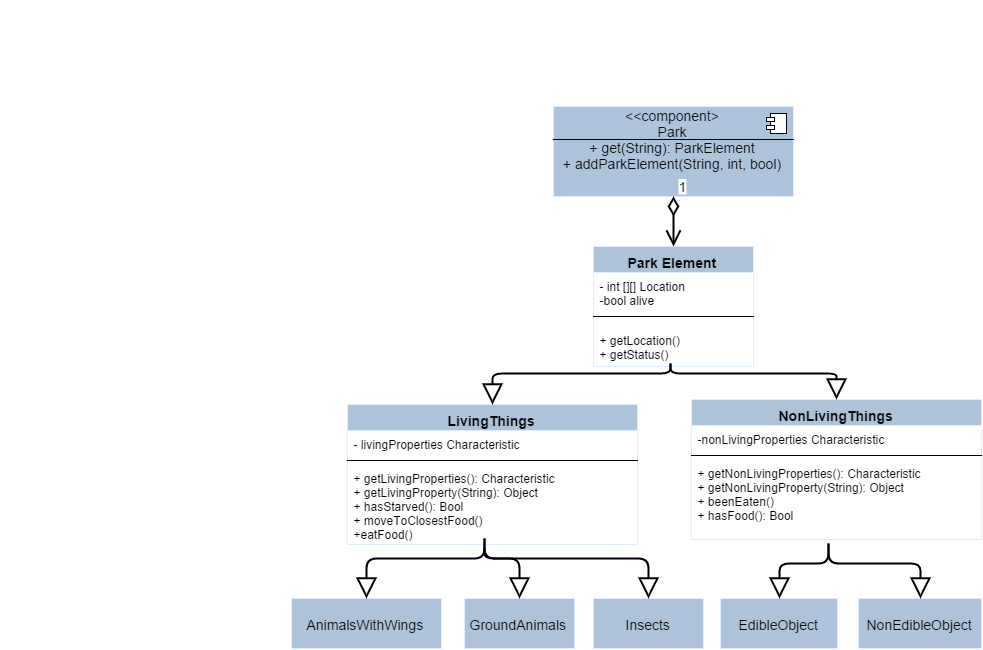 <<component>
Park
+ get(String): ParkElement
+ addParkElement(String, int, bool)
1
Park Element
- int [][] Location
-bool alive
+ getLocation()
+ getStatus()
LivingThings
- livingProperties Characteristic
+ getLivingProperties(): Characteristic
+ getLivingProperty(String): Object
+ hasStarved(): Bool
+ moveToClosestFood()
+eatFood()
NonLivingThings
-nonLivingProperties Characteristic
+ getNonLivingProperties(): Characteristic
+ getNonLivingProperty(String): Object
+ beenEaten()
+ hasFood(): Bool
AnimalsWithWings
GroundAnimals
Insects
EdibleObject
NonEdibleObject